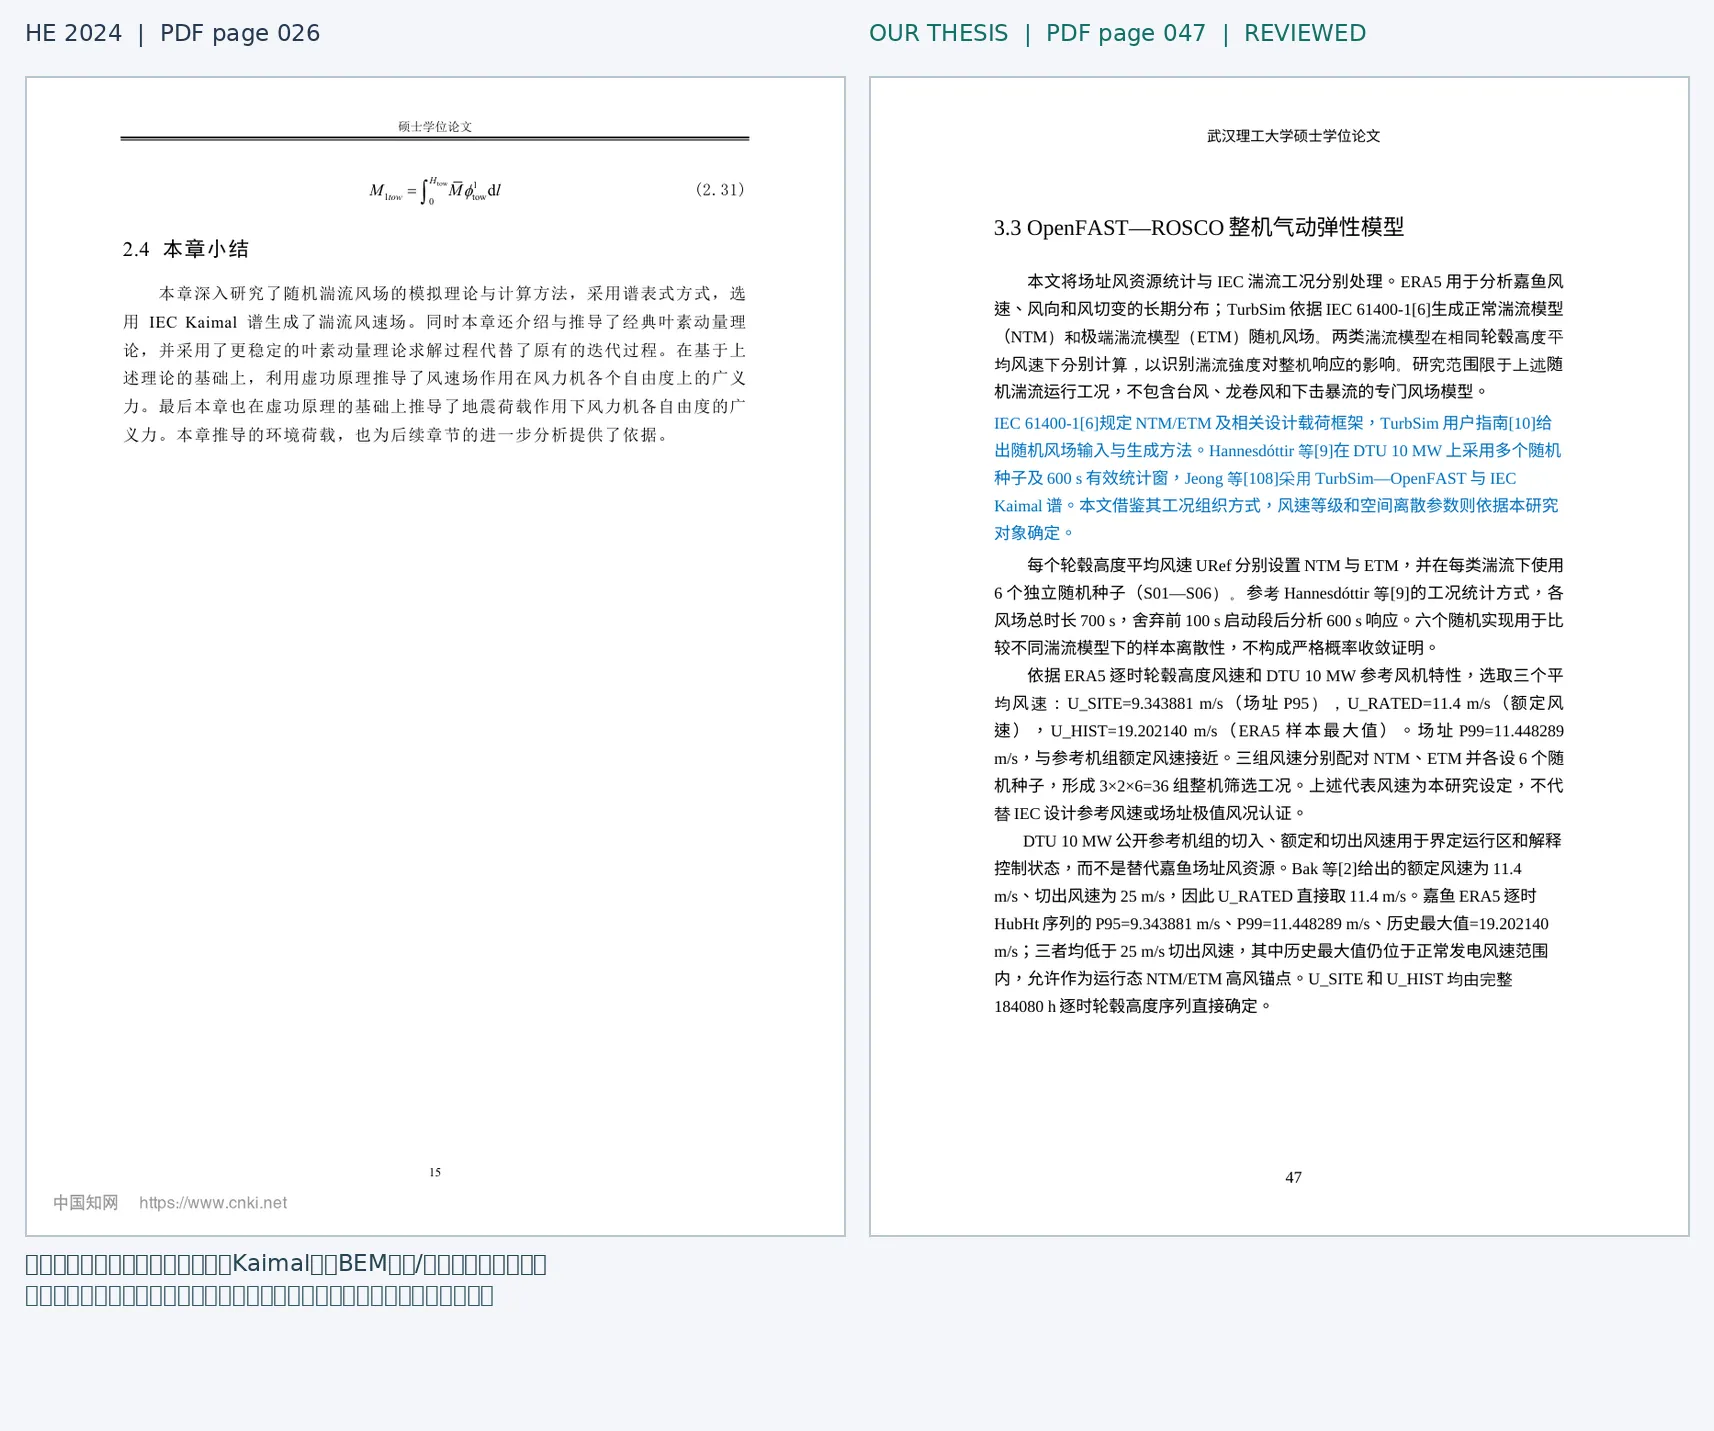 HE 2024 | PDF page 026
硕士学位论文
M_{1tow} = ∫_0^{H_{tow}} M̅ϕ^1_{tow}dl (2.31)
2.4 本章小结
本章深入研究了随机湍流风场的模拟理论与计算方法，采用谱表式方式，选
用 IEC Kaimal 谱生成了湍流风速场。同时本章还介绍与推导了经典叶素动量理
论，并采用了更稳定的叶素动量理论求解过程代替了原有的迭代过程。在基于上
述理论的基础上，利用虚功原理推导了风速场作用在风力机各个自由度上的广义
力。最后本章也在虚功原理的基础上推导了地震荷载作用下风力机各自由度的广
义力。本章推导的环境荷载，也为后续章节的进一步分析提供了依据。
15
中国知网 https://www.cnki.net
OUR THESIS | PDF page 047 | REVIEWED
武汉理工大学硕士学位论文
3.3 OpenFAST—ROSCO 整机气动弹性模型
本文将场址风资源统计与 IEC 湍流工况分别处理。ERA5 用于分析嘉鱼风
速、风向和风切变的长期分布；TurbSim 依据 IEC 61400-1[6]生成正常湍流模型
（NTM）和极端湍流模型（ETM）随机风场。两类湍流模型在相同轮毂高度平
均风速下分别计算，以识别湍流强度对整机响应的影响。研究范围限于上述随
机湍流运行工况，不包含台风、龙卷风和下击暴流的专门风场模型。
IEC 61400-1[6]规定 NTM/ETM 及相关设计载荷框架，TurbSim 用户指南[10]给
出随机风场输入与生成方法。Hannesdóttir 等[9]在 DTU 10 MW 上采用多个随机
种子及 600 s 有效统计窗，Jeong 等[108]采用 TurbSim—OpenFAST 与 IEC
Kaimal 谱。本文借鉴其工况组织方式，风速等级和空间离散参数则依据本研究
对象确定。
每个轮毂高度平均风速 URef 分别设置 NTM 与 ETM，并在每类湍流下使用
6 个独立随机种子（S01—S06）。参考 Hannesdóttir 等[9]的工况统计方式，各
风场总时长 700 s，舍弃前 100 s 启动段后分析 600 s 响应。六个随机实现用于比
较不同湍流模型下的样本离散性，不构成严格概率收敛证明。
依据 ERA5 逐时轮毂高度风速和 DTU 10 MW 参考风机特性，选取三个平
均风速：U_SITE=9.343881 m/s（场址 P95），U_RATED=11.4 m/s（额定风
速），U_HIST=19.202140 m/s（ERA5 样本最大值）。场址 P99=11.448289
m/s，与参考机组额定风速接近。三组风速分别配对 NTM、ETM 并各设 6 个随
机种子，形成 3×2×6=36 组整机筛选工况。上述代表风速为本研究设定，不代
替 IEC 设计参考风速或场址极值风况认证。
DTU 10 MW 公开参考机组的切入、额定和切出风速用于界定运行区和解释
控制状态，而不是替代嘉鱼场址风资源。Bak 等[2]给出的额定风速为 11.4
m/s、切出风速为 25 m/s，因此 U_RATED 直接取 11.4 m/s。嘉鱼 ERA5 逐时
HubHt 序列的 P95=9.343881 m/s、P99=11.448289 m/s、历史最大值=19.202140
m/s；三者均低于 25 m/s 切出风速，其中历史最大值仍位于正常发电风速范围
内，允许作为运行态 NTM/ETM 高风锚点。U_SITE 和 U_HIST 均由完整
184080 h 逐时轮毂高度序列直接确定。
47
Kaimal BEM /